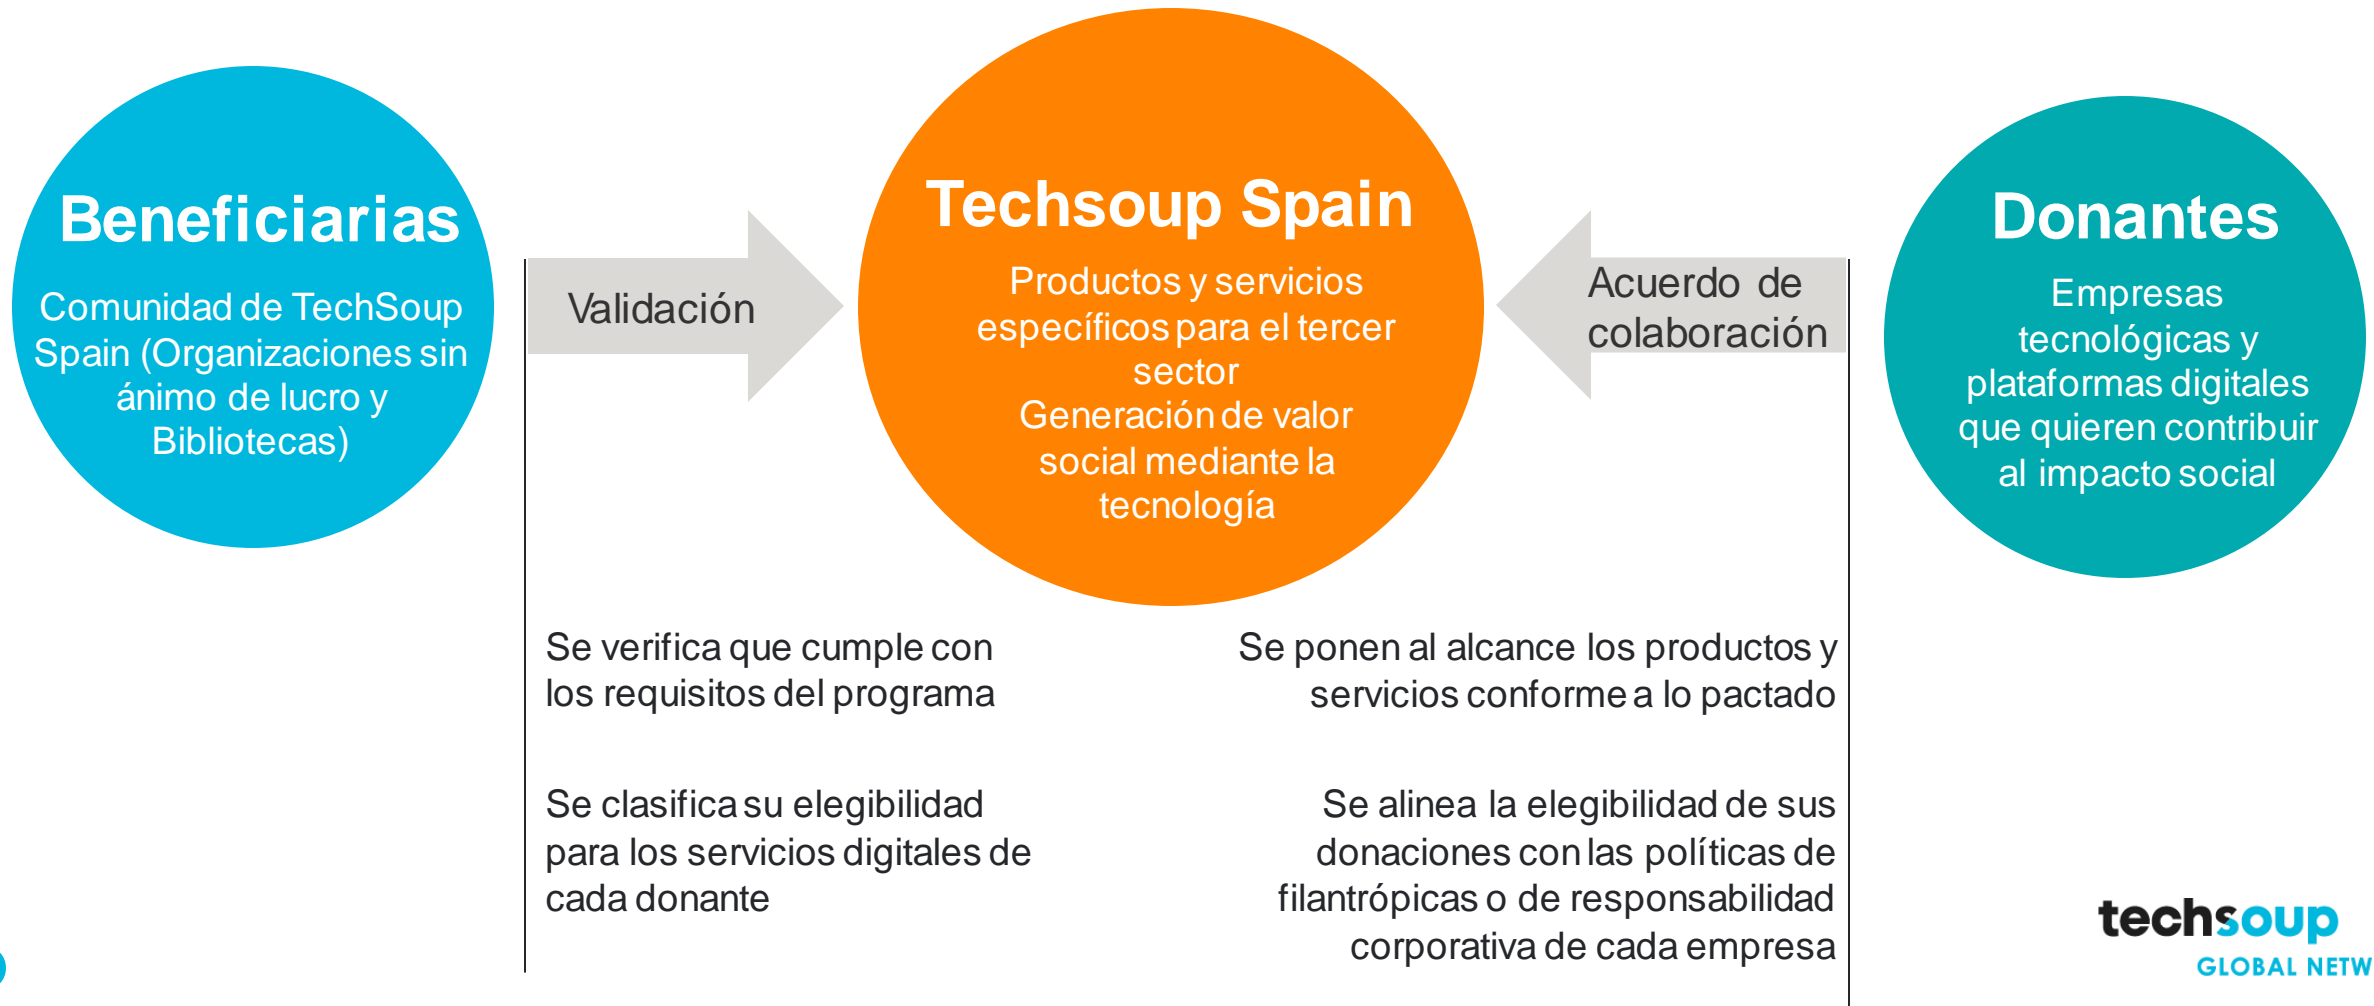 Beneficiarias
Comunidad de TechSoup
Spain (Organizaciones sin
ánimo de lucro y
Bibliotecas)
Validación
Techsoup Spain
Productos y servicios
específicos para el tercer
sector
Generación de valor
social mediante la
tecnología
Acuerdo de
colaboración
Donantes
Empresas
tecnológicas y
plataformas digitales
que quieren contribuir
al impacto social
Se verifica que cumple con
los requisitos del programa
Se clasifica su elegibilidad
para los servicios digitales de
cada donante
Se ponen al alcance los productos y
servicios conforme a lo pactado
Se alinea la elegibilidad de sus
donaciones con las políticas de
filantrópicas o de responsabilidad
corporativa de cada empresa
techsoup
GLOBAL NETW